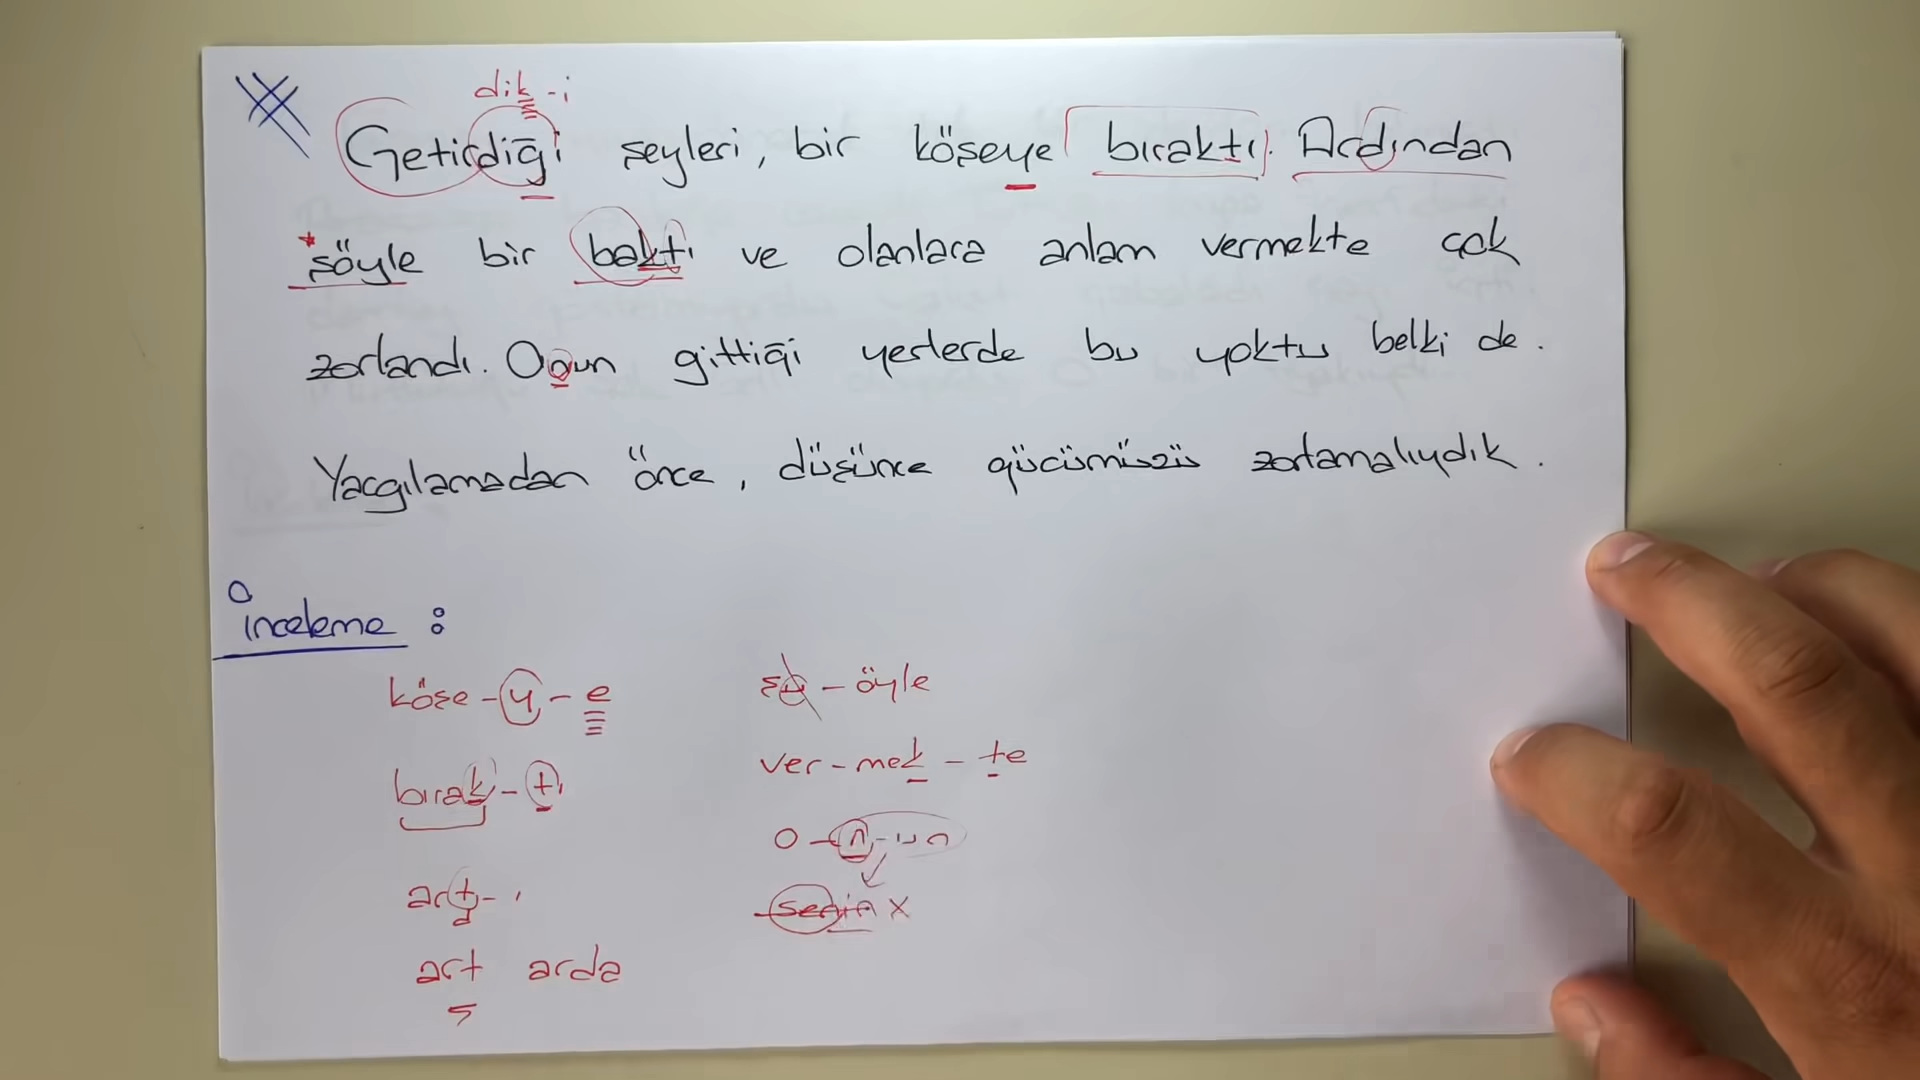 dik-i
Getirdiği şeyleri, bir köşeye bıraktı. Ardından
*şöyle bir baktı ve olanlara anlam vermekte çok
zorlandı. Onun gittiği yerlerde bu yoktu belki de.
Yargılamadan önce, düşünce gücümüzü zorlamalıydık.
inceleme :
köşe - y - e
bırak - tı
art - ı
d
art arda
şu - öyle
ver - mek - te
o - n - un
senin x